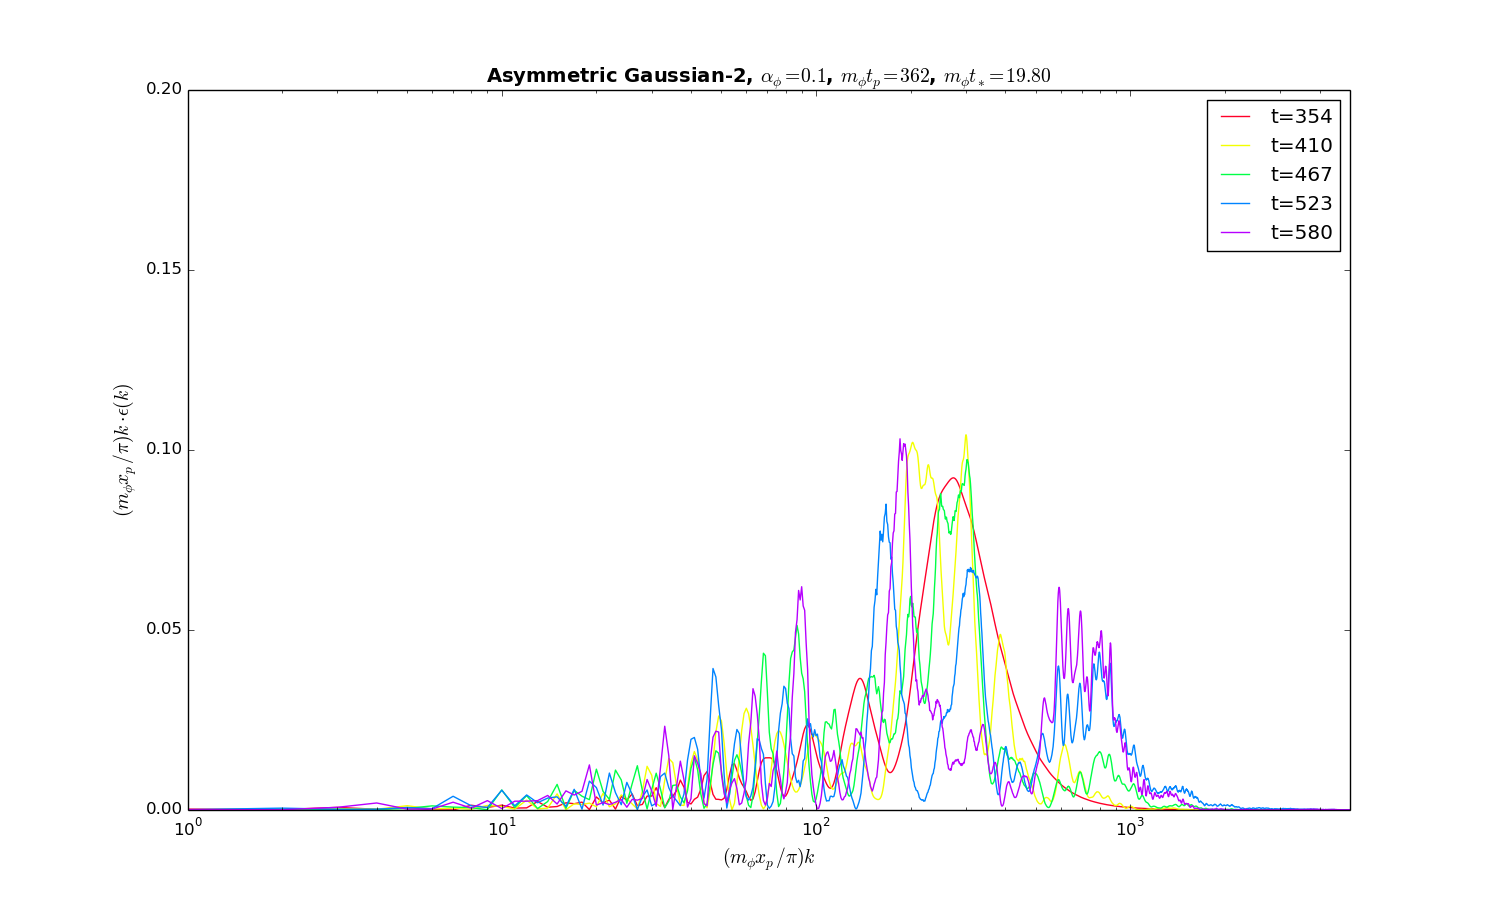 Asymmetric Gaussian-2, α_ϕ=0.1, m_ϕt_p=362, m_ϕt_*=19.80
0.20
t=354
t=410
t=467
t=523
t=580
0.15
(m_ϕx_p/π)k·ϵ(k)
0.10
0.05
0.00
10^0 10^1 10^2 10^3
(m_ϕx_p/π)k